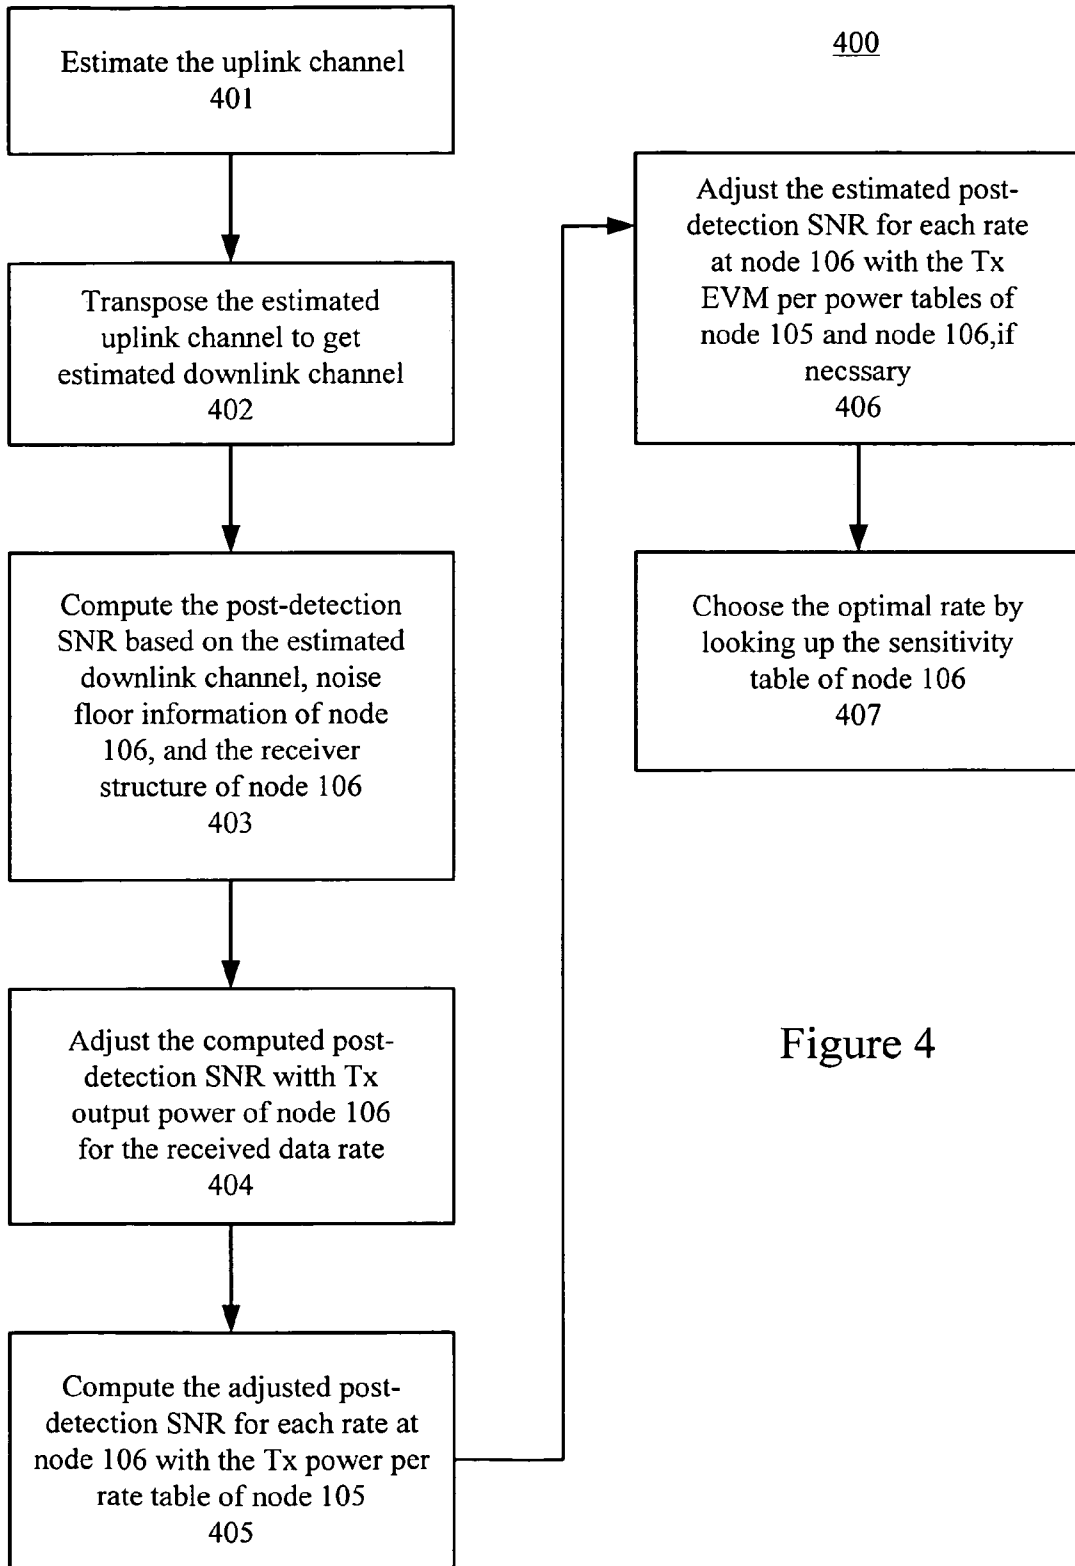 Estimate the uplink channel
401
Transpose the estimated
uplink channel to get
estimated downlink channel
402
Compute the post-detection
SNR based on the estimated
downlink channel, noise
floor information of node
106, and the receiver
structure of node 106
403
Adjust the computed post-
detection SNR witth Tx
output power of node 106
for the received data rate
404
Compute the adjusted post-
detection SNR for each rate at
node 106 with the Tx power per
rate table of node 105
405
400
Adjust the estimated post-
detection SNR for each rate
at node 106 with the Tx
EVM per power tables of
node 105 and node 106,if
necssary
406
Choose the optimal rate by
looking up the sensitivity
table of node 106
407
Figure 4